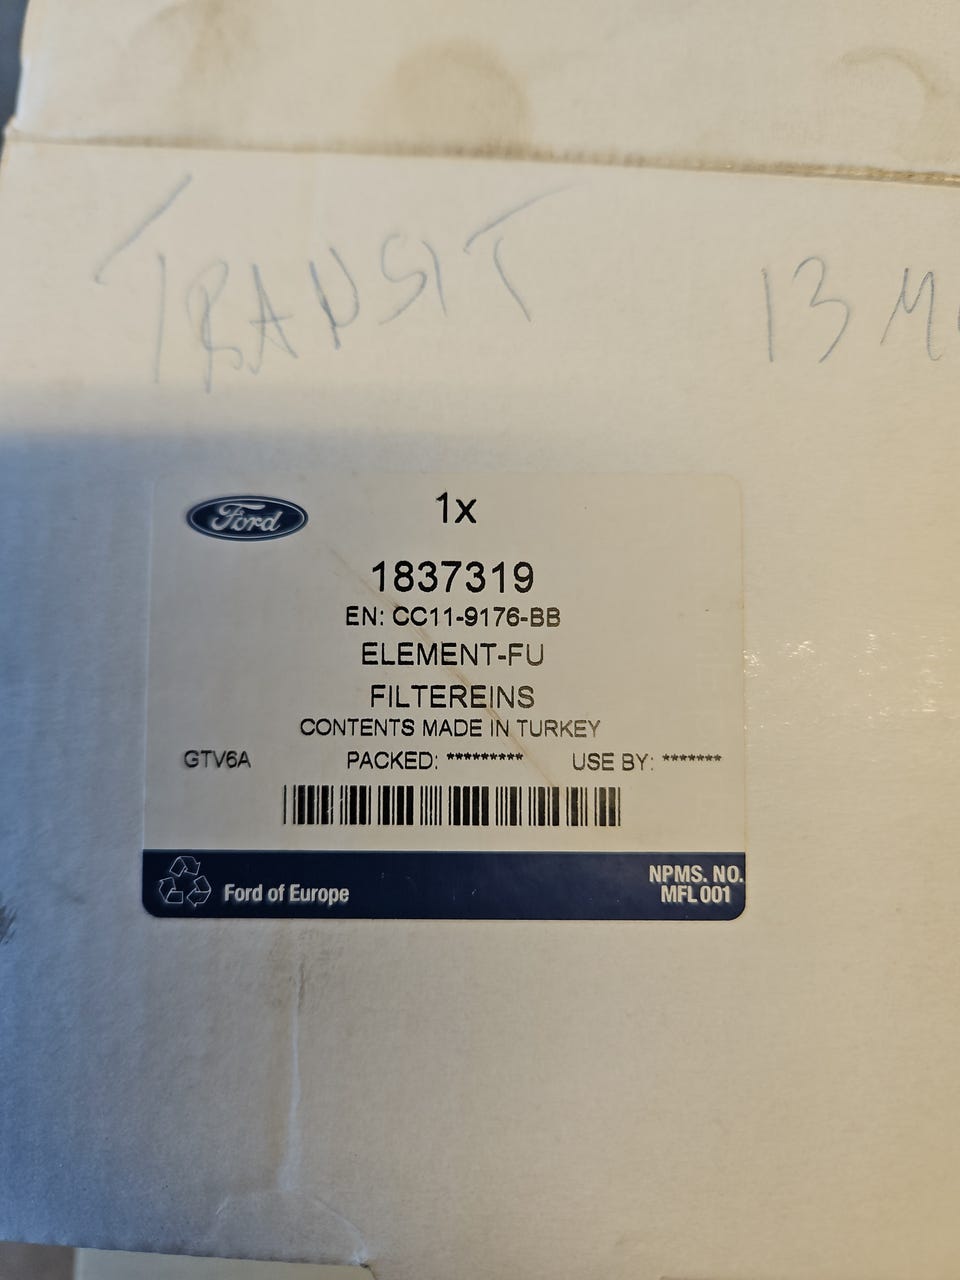 TRANSIT 13
Ford
1x
1837319
EN: CC11-9176-BB
ELEMENT-FU
FILTEREINS
CONTENTS MADE IN TURKEY
GTV6A PACKED: ********* USE BY: *******
Ford of Europe
NPMS. NO.
MFL 001